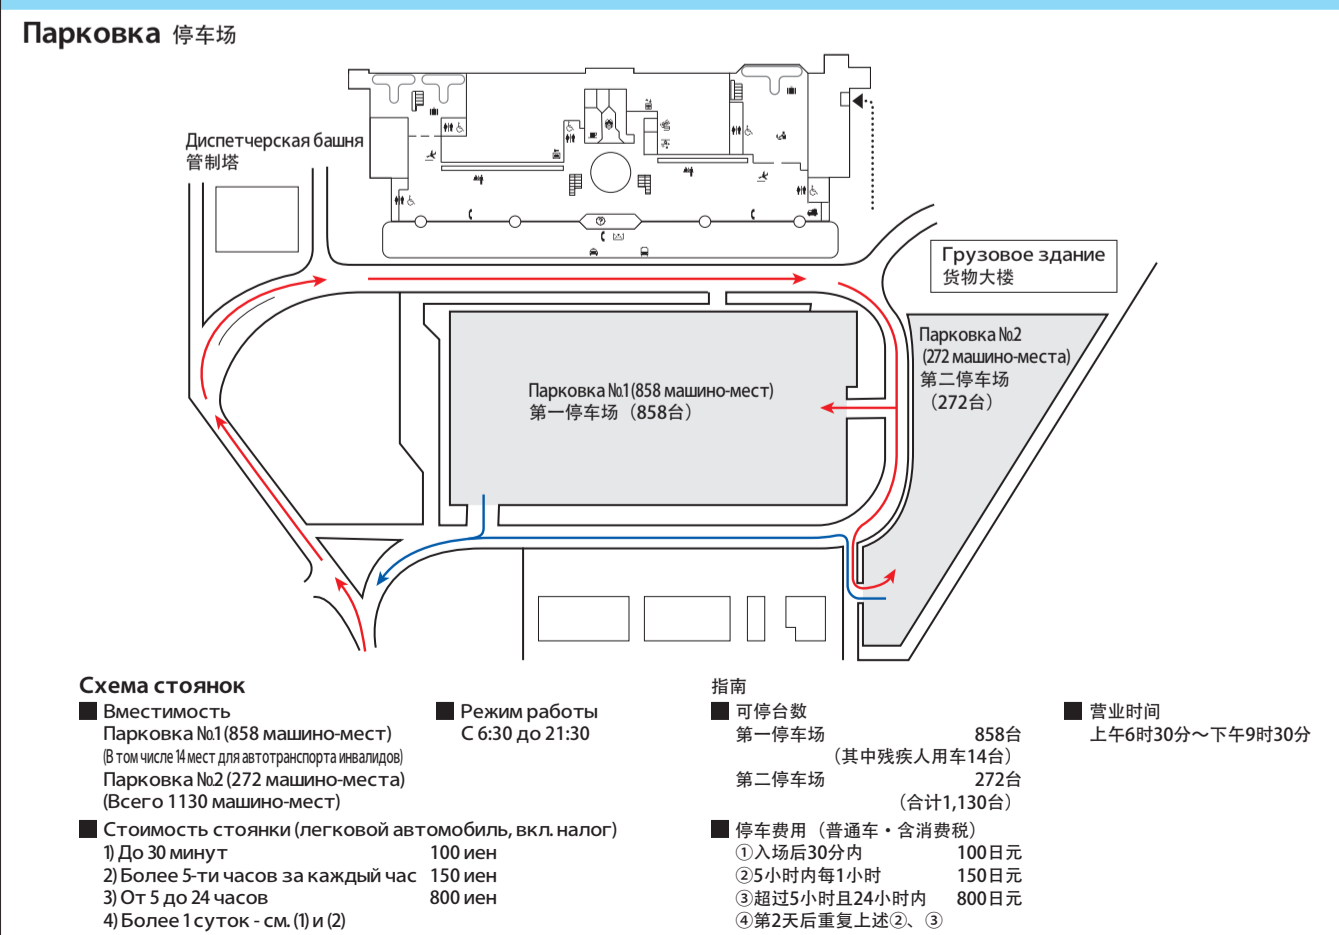 Парковка 停车场
Диспетчерская башня
管制塔
Грузовое здание
货物大楼
Парковка №2
(272 машино-места)
第二停车场
（272台）
Парковка №1 (858 машино-мест)
第一停车场（858台）
Схема стоянок
■ Вместимость
Парковка №1 (858 машино-мест)
(В том числе 14 мест для автотранспорта инвалидов)
Парковка №2 (272 машино-места)
(Всего 1130 машино-мест)
■ Режим работы
С 6:30 до 21:30
■ Стоимость стоянки (легковой автомобиль, вкл. налог)
1) До 30 минут 100 иен
2) Более 5-ти часов за каждый час 150 иен
3) От 5 до 24 часов 800 иен
4) Более 1 суток - см. (1) и (2)
指南
■ 可停台数
第一停车场 858台
（其中残疾人用车14台）
第二停车场 272台
（合计1,130台）
■ 营业时间
上午6时30分～下午9时30分
■ 停车费用（普通车・含消费税）
①入场后30分内 100日元
②5小时内每1小时 150日元
③超过5小时且24小时内 800日元
④第2天后重复上述②、③